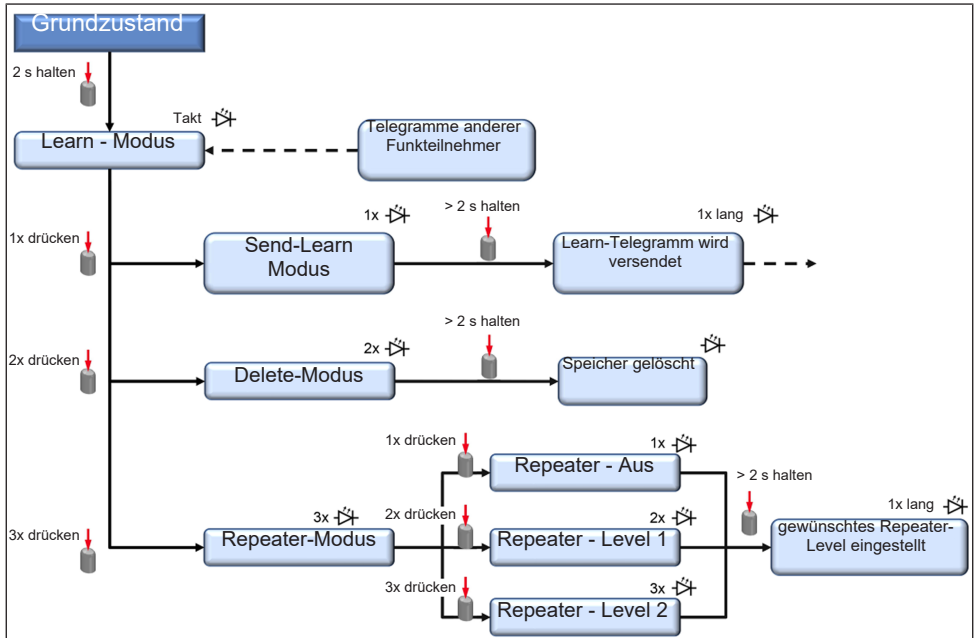 Grundzustand
2 s halten
Takt
Learn - Modus
Telegramme anderer
Funkteilnehmer
1x drücken
1x
> 2 s halten
1x lang
Send-Learn
Modus
Learn-Telegramm wird
versendet
2x drücken
2x
> 2 s halten
Delete-Modus
Speicher gelöscht
3x drücken
3x
Repeater-Modus
1x drücken
1x
Repeater - Aus
2x drücken
2x
Repeater - Level 1
3x drücken
3x
Repeater - Level 2
> 2 s halten
1x lang
gewünschtes Repeater-
Level eingestellt